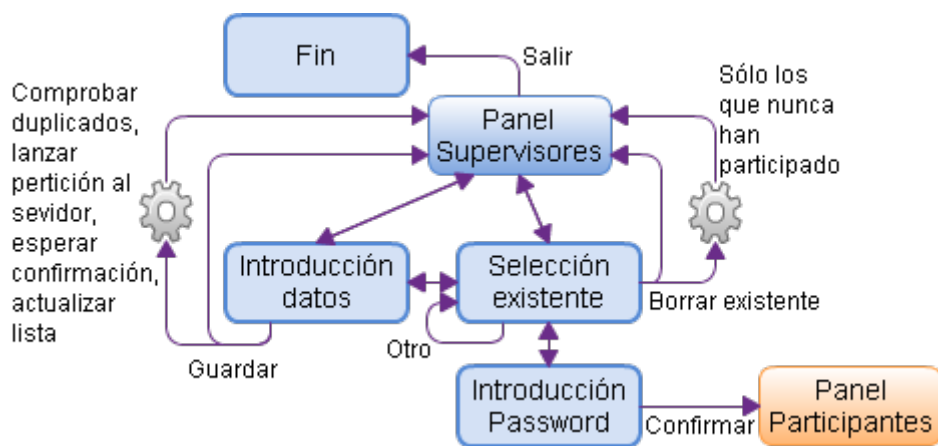 Fin
Salir
Comprobar
duplicados,
lanzar
pertición al
sevidor,
esperar
confirmación,
actualizar
lista
Panel
Supervisores
Sólo los
que nunca
han
participado
Introducción
datos
Selección
existente
Borrar existente
Otro
Guardar
Introducción
Password
Confirmar
Panel
Participantes